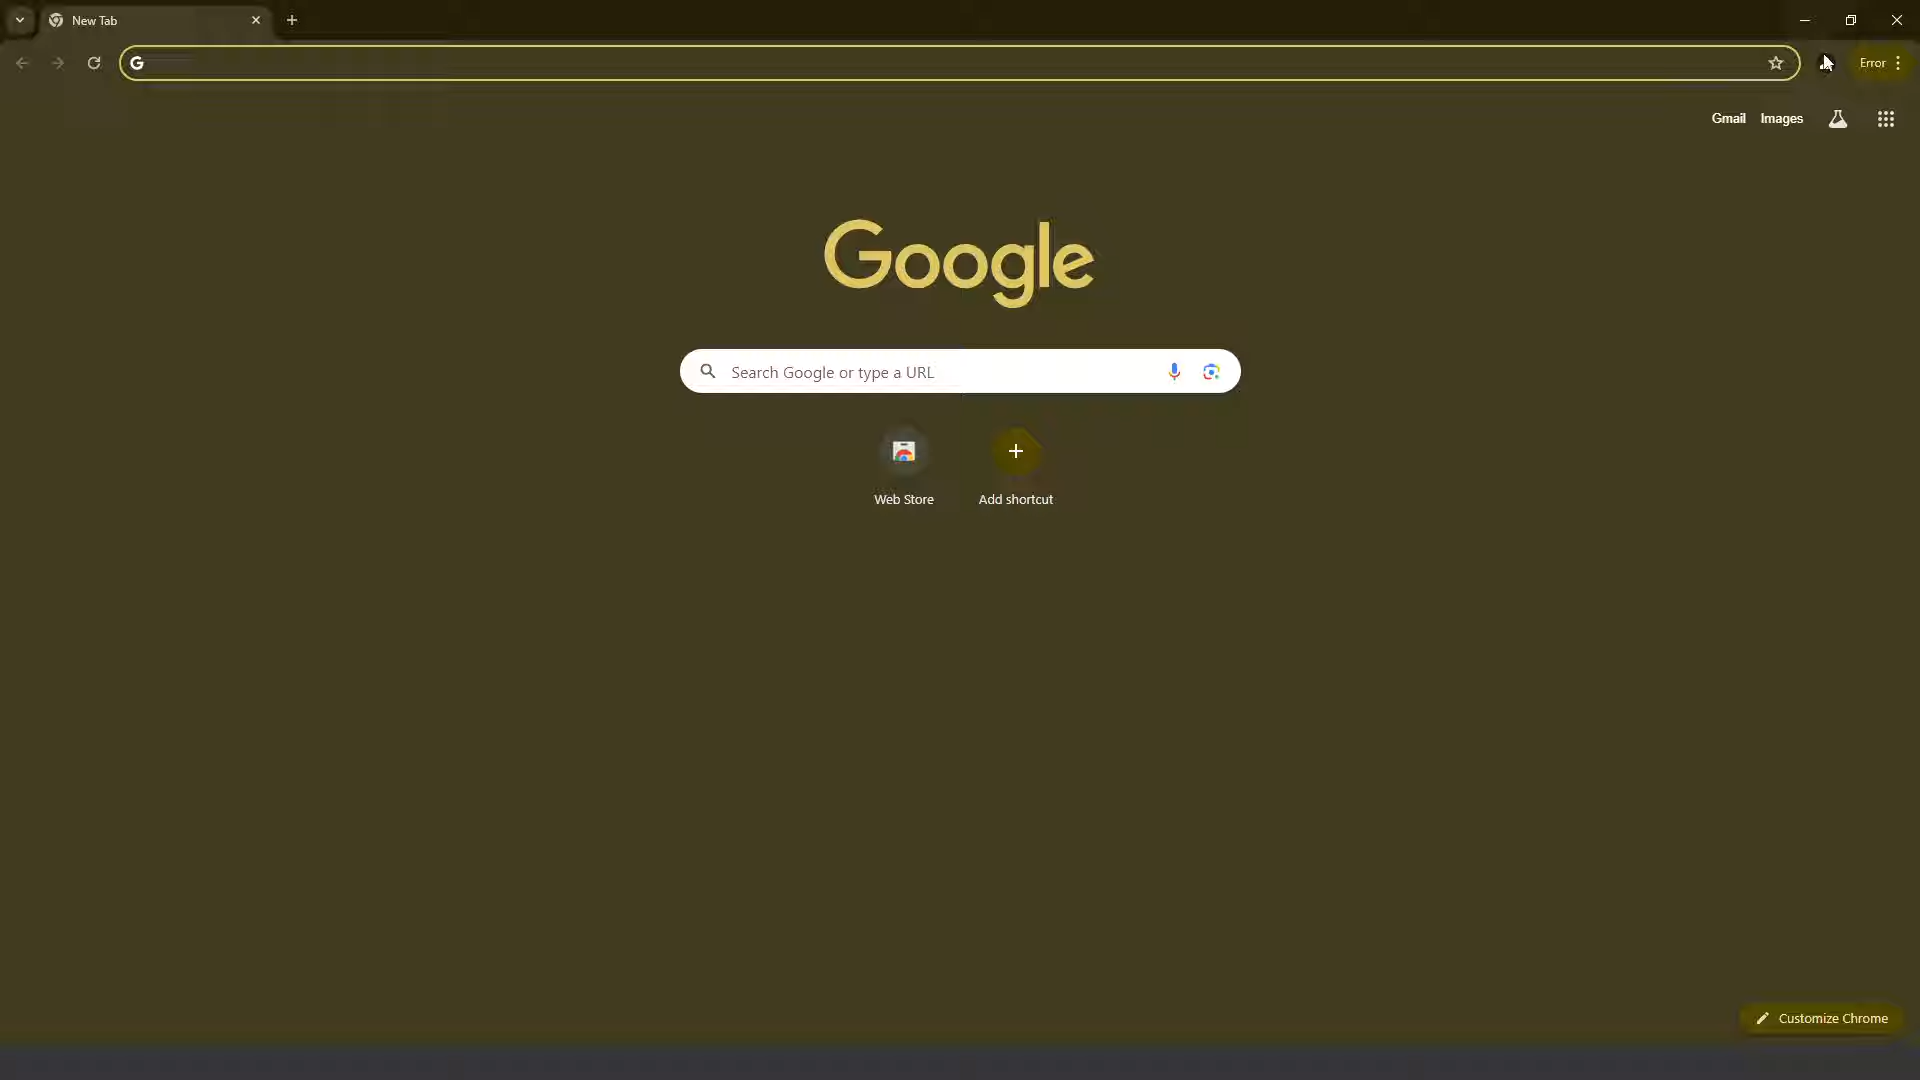 New Tab
Error
Gmail Images
Google
Search Google or type a URL
Web Store Add shortcut
Customize Chrome